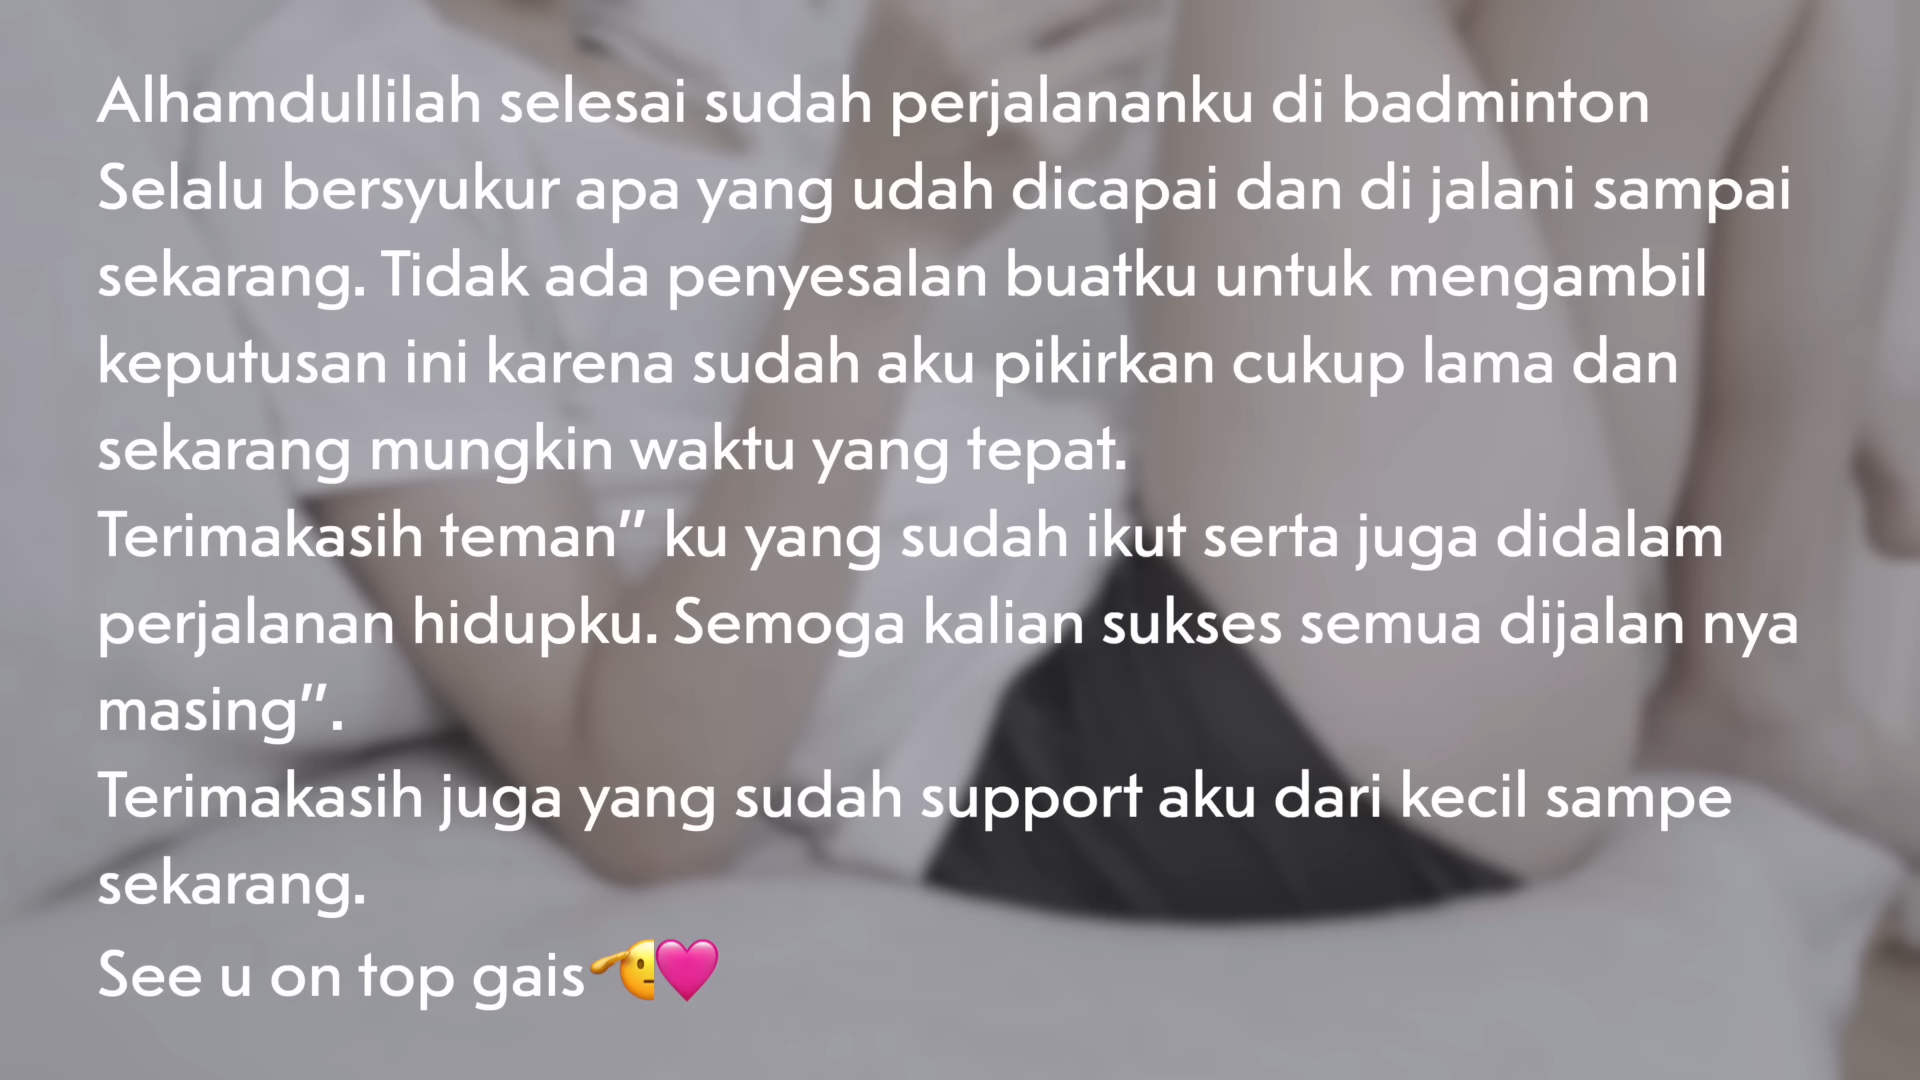 Alhamdullilah selesai sudah perjalananku di badminton
Selalu bersyukur apa yang udah dicapai dan di jalani sampai
sekarang. Tidak ada penyesalan buatku untuk mengambil
keputusan ini karena sudah aku pikirkan cukup lama dan
sekarang mungkin waktu yang tepat.
Terimakasih teman" ku yang sudah ikut serta juga didalam
perjalanan hidupku. Semoga kalian sukses semua dijalan nya
masing".
Terimakasih juga yang sudah support aku dari kecil sampe
sekarang.
See u on top gais🫡🩷